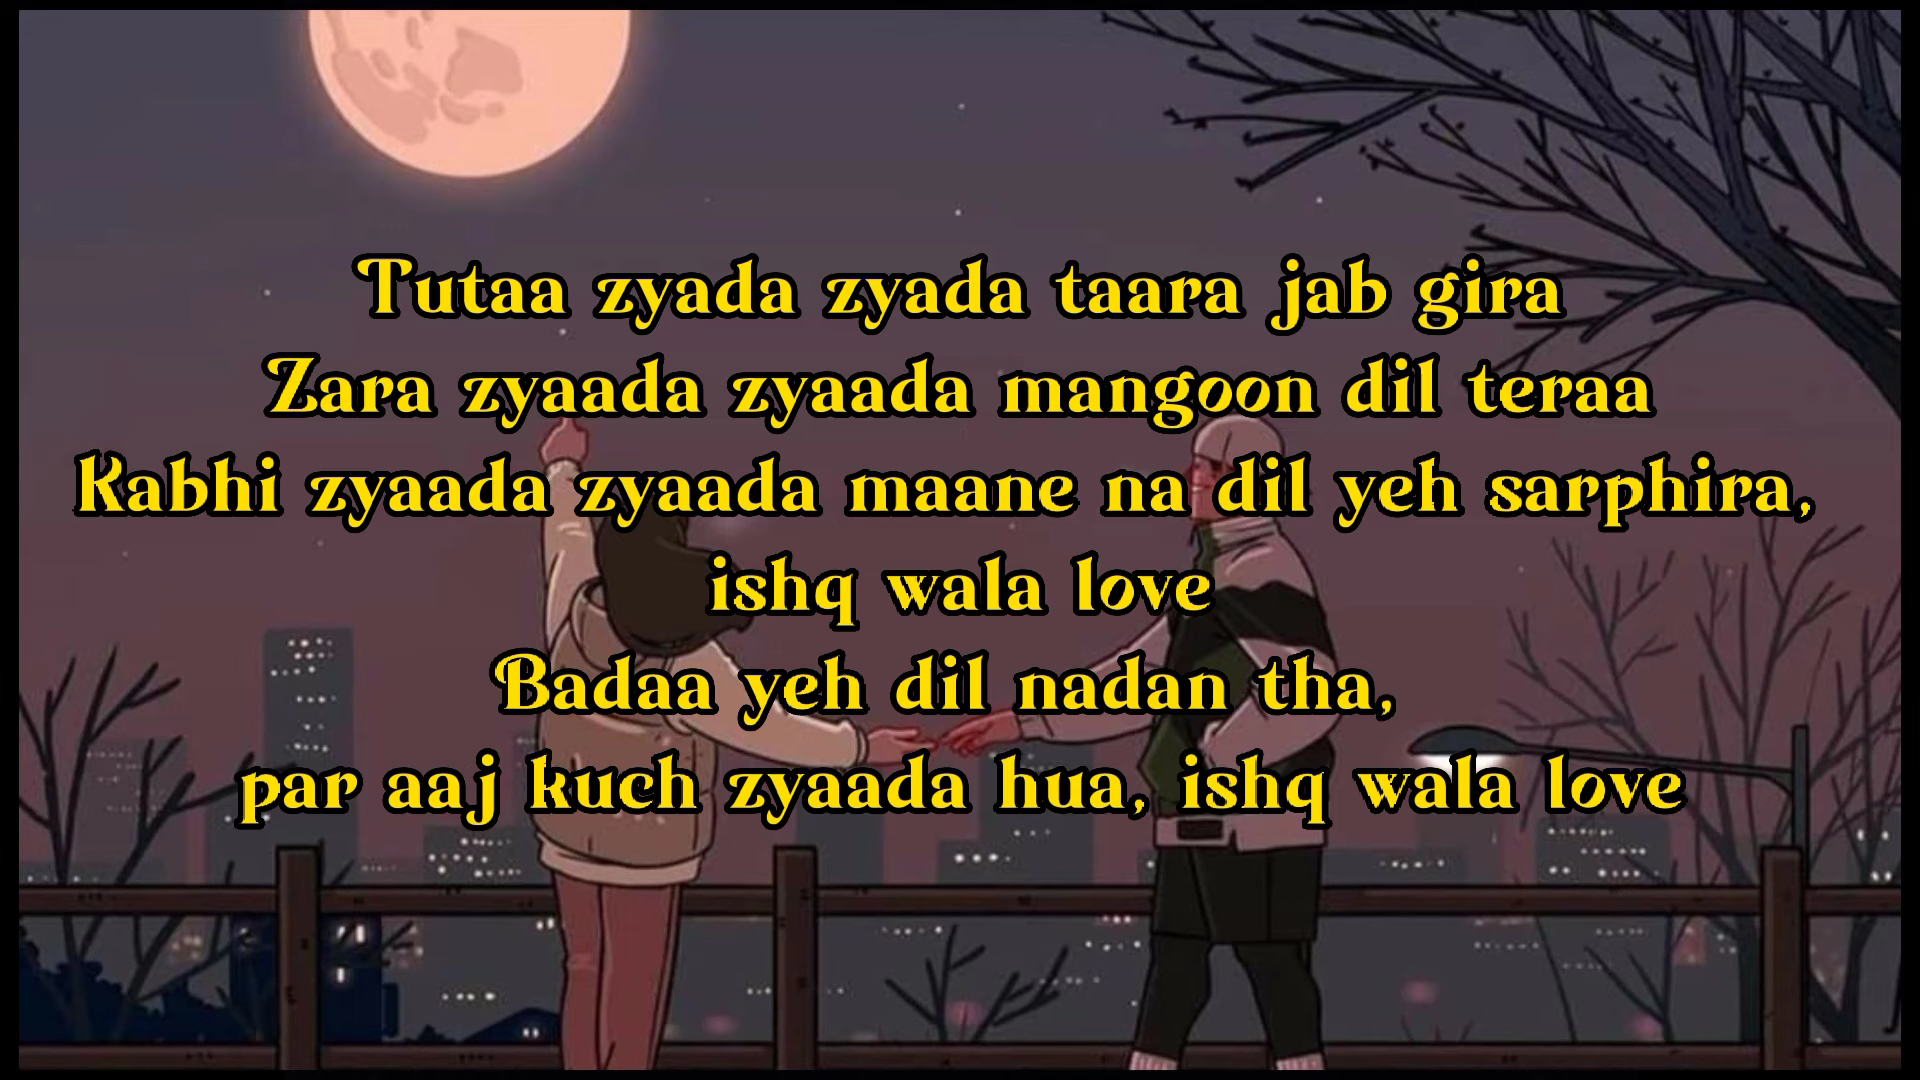 Tutaa zyada zyada taara jab gira
Zara zyaada zyaada mangoon dil teraa
Kabhi zyaada zyaada maane na dil yeh sarphira,
ishq wala love
Badaa yeh dil nadan tha,
par aaj kuch zyaada hua, ishq wala love